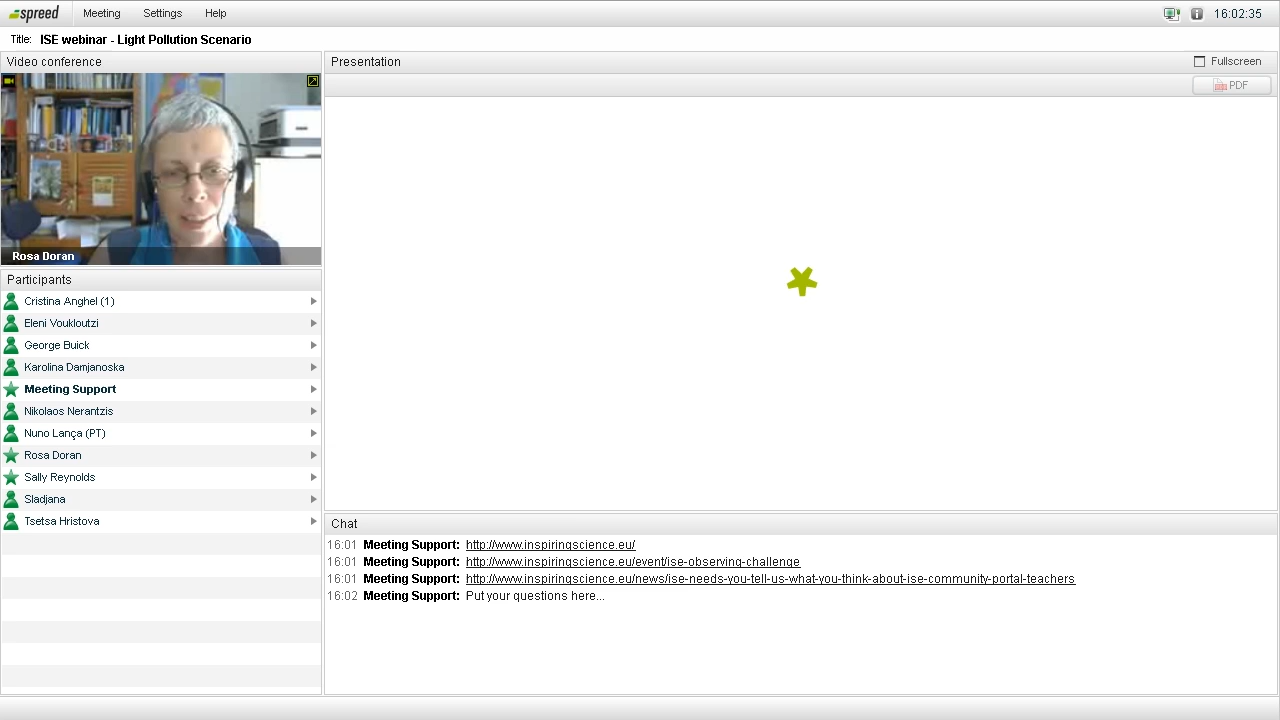 spreed Meeting Settings Help 16:02:35
Title: ISE webinar - Light Pollution Scenario
Video conference
Rosa Doran
Participants
Cristina Anghel (1)
Eleni Voukloutzi
George Buick
Karolina Damjanoska
Meeting Support
Nikolaos Nerantzis
Nuno Lança (PT)
Rosa Doran
Sally Reynolds
Sladjana
Tsetsa Hristova
Presentation Fullscreen
PDF
Chat
16:01 Meeting Support: http://www.inspiringscience.eu/
16:01 Meeting Support: http://www.inspiringscience.eu/event/ise-observing-challenge
16:01 Meeting Support: http://www.inspiringscience.eu/news/ise-needs-you-tell-us-what-you-think-about-ise-community-portal-teachers
16:02 Meeting Support: Put your questions here...